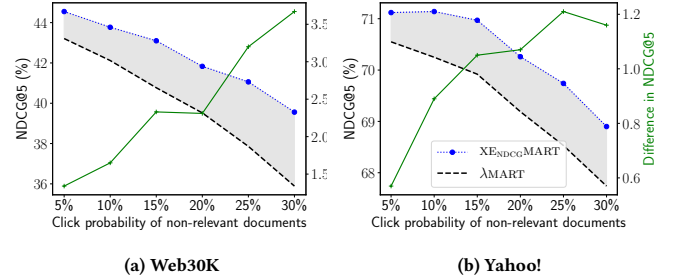 NDCG@5 (%)
44
42
40
38
36
3.5
3.0
2.5
2.0
1.5
5% 10% 15% 20% 25% 30%
Click probability of non-relevant documents
(a) Web30K
NDCG@5 (%)
71
70
69
68
1.2
1.0
0.8
0.6
Difference in NDCG@5
XE_NDCG MART
λMART
5% 10% 15% 20% 25% 30%
Click probability of non-relevant documents
(b) Yahoo!